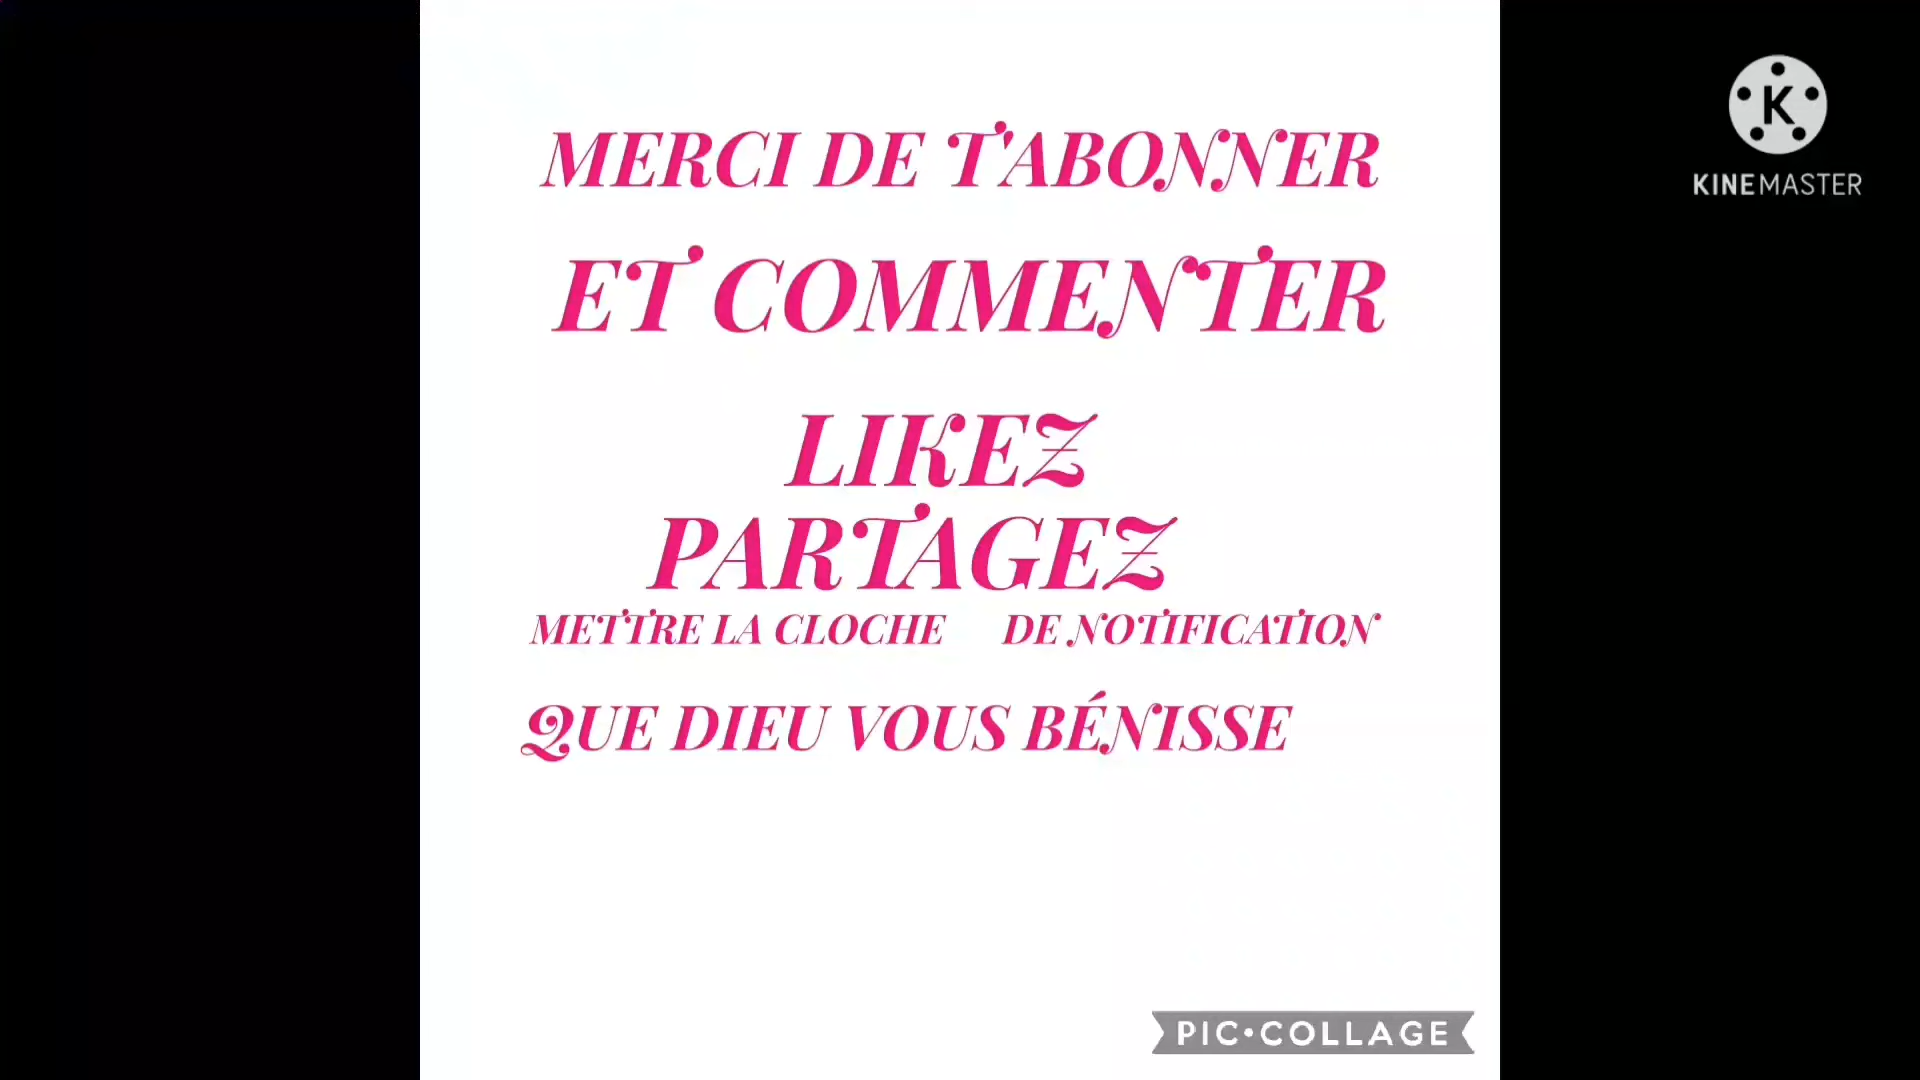 MERCI DE T'ABONNER
ET COMMENTER
LIKEZ
PARTAGEZ
METTRE LA CLOCHE DE NOTIFICATION
QUE DIEU VOUS BÉNISSE
K
KINEMASTER
PIC•COLLAGE